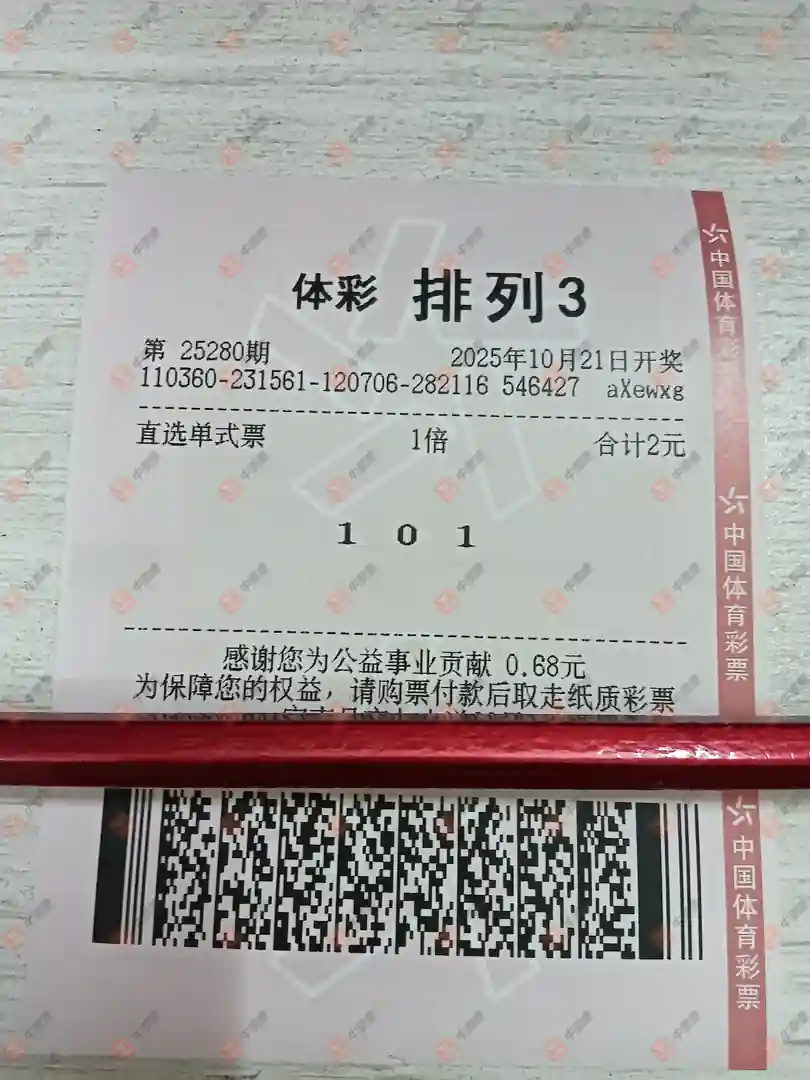 体彩 排列3
第 25280期 2025年10月21日开奖
110360-231561-120706-282116 546427 aXewxg
直选单式票 1倍 合计2元
1 0 1
感谢您为公益事业贡献 0.68元
为保障您的权益，请购票付款后取走纸质彩票
中国体育彩
中国体育彩票
中国体育彩票